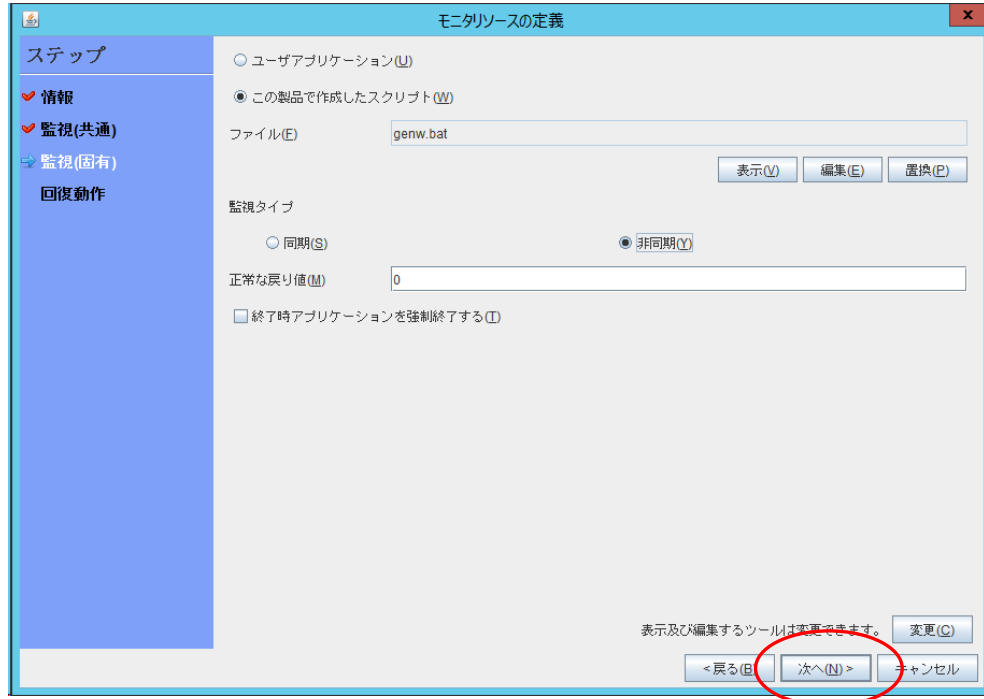 モニタリソースの定義
x
ステップ
情報
監視(共通)
監視(固有)
回復動作
ユーザアプリケーション(U)
この製品で作成したスクリプト(W)
ファイル(F) genw.bat
表示(V) 編集(E) 置換(P)
監視タイプ
同期(S) 非同期(Y)
正常な戻り値(M) 0
終了時アプリケーションを強制終了する(T)
表示及び編集するツールは変更できます。 変更(C)
<戻る(B) 次へ(N) > キャンセル